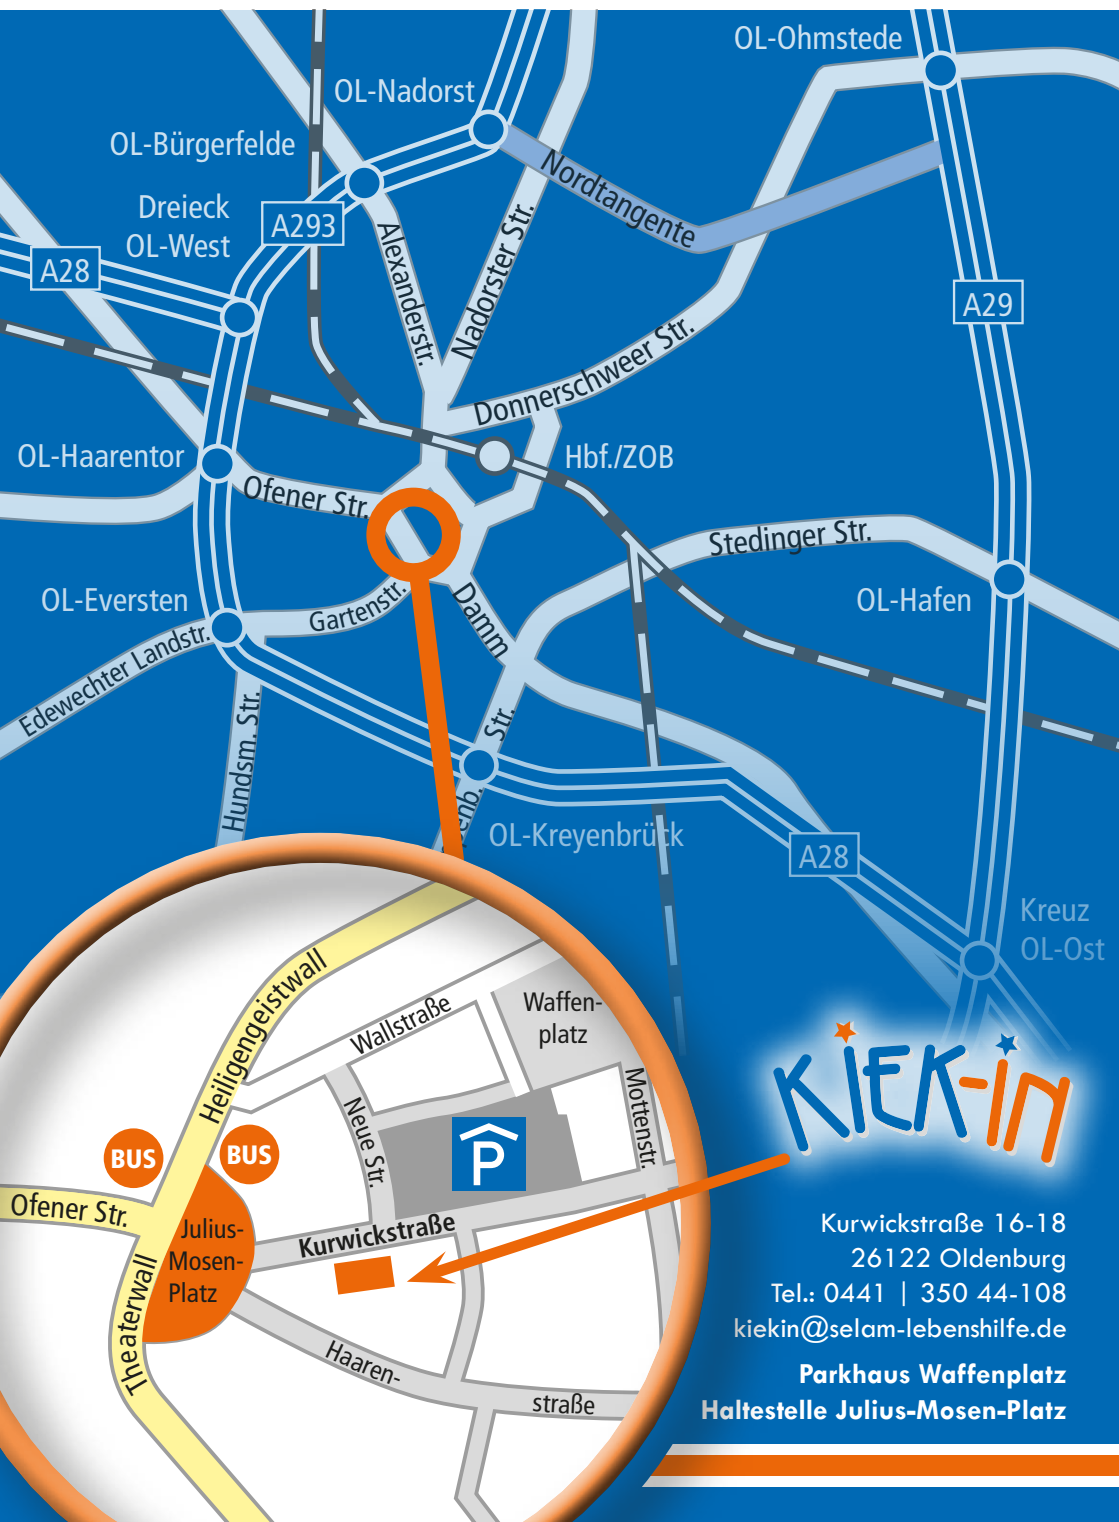 OL-Ohmstede
OL-Nadorst
OL-Bürgerfelde
Nordtangente
Dreieck
OL-West
A293
A28
Alexanderstr.
Nadorster Str.
A29
Donnerschweer Str.
OL-Haarentor
Hbf./ZOB
Ofener Str.
Stedinger Str.
OL-Eversten
Gartenstr.
Damm
OL-Hafen
Edewechter Landstr.
Hundsm. Str.
Str.
OL-Kreyenbrück
A28
Kreuz
OL-Ost
Heiligengeistwall
Wallstraße
Waffen-
platz
Neue Str.
Mottenstr.
P
BUS
BUS
Ofener Str.
Julius-
Mosen-
Platz
Kurwickstraße
Theaterwall
Haaren-
straße
KIEK-in
Kurwickstraße 16-18
26122 Oldenburg
Tel.: 0441 | 350 44-108
kiekin@selam-lebenshilfe.de
Parkhaus Waffenplatz
Haltestelle Julius-Mosen-Platz